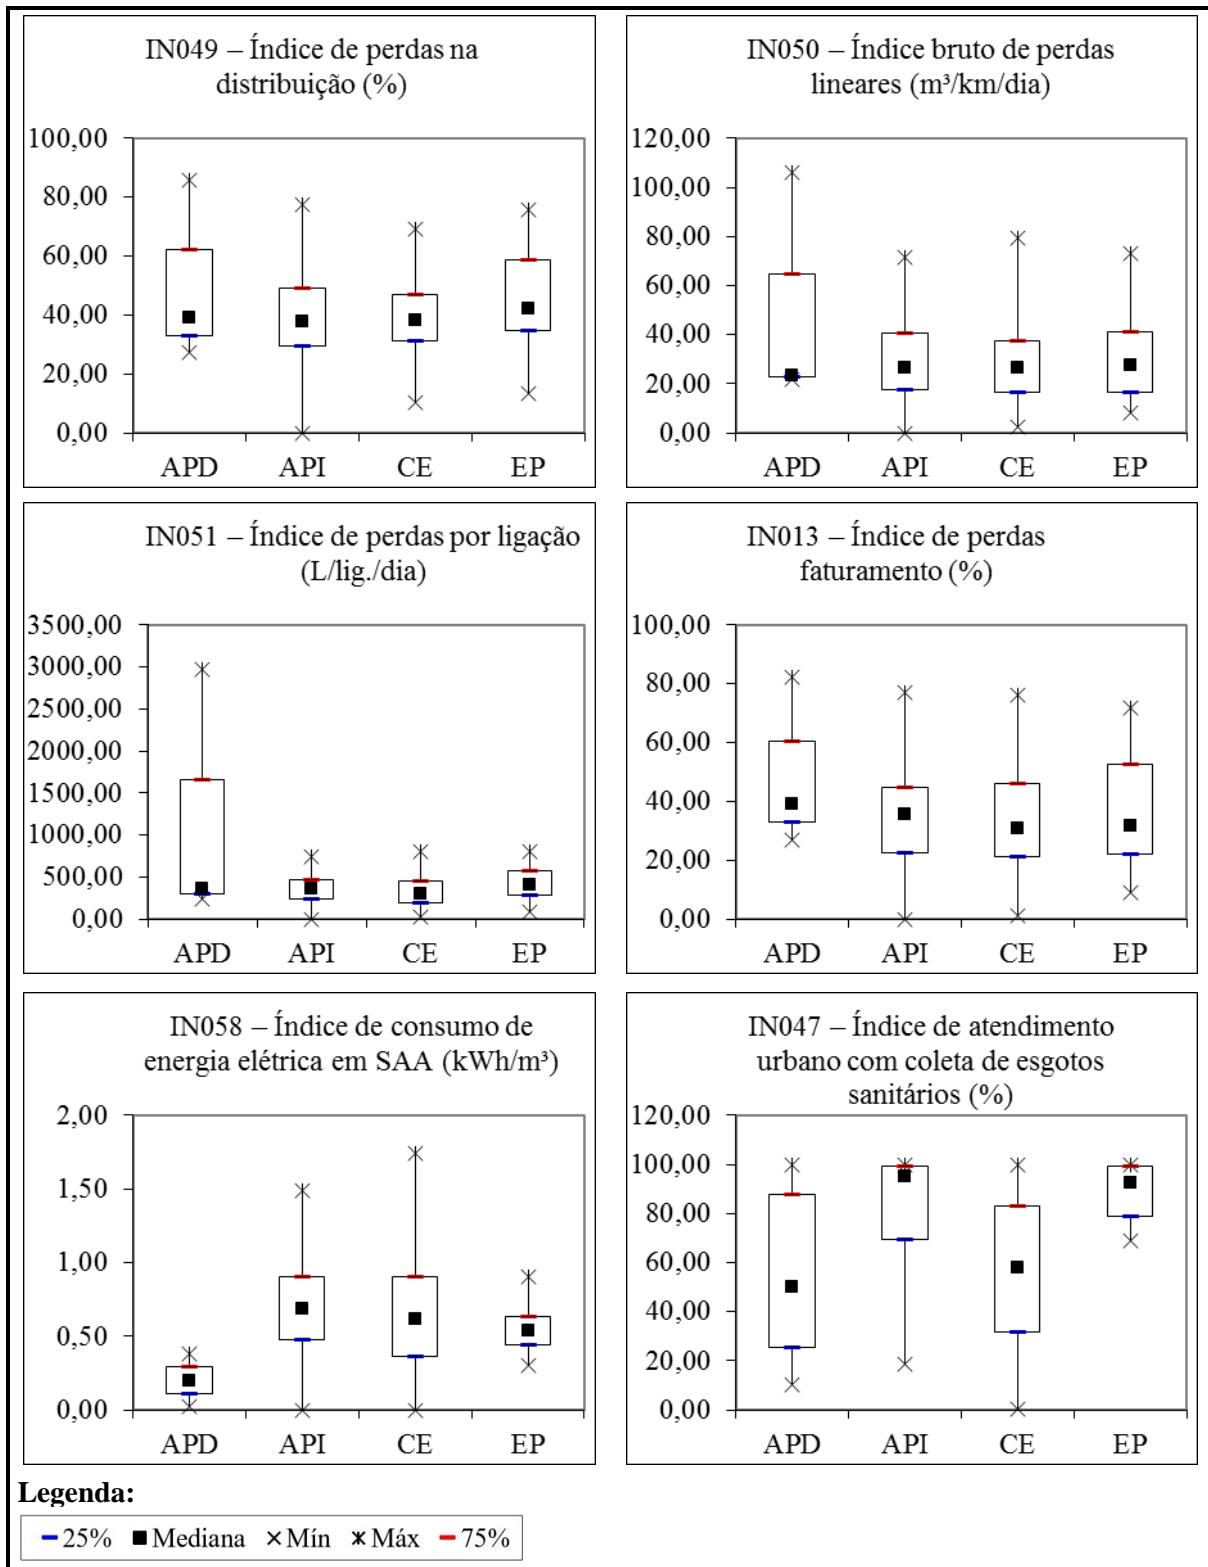 IN049 – Índice de perdas na
distribuição (%)
100,00
80,00
60,00
40,00
20,00
0,00
APD API CE EP
IN050 – Índice bruto de perdas
lineares (m³/km/dia)
120,00
100,00
80,00
60,00
40,00
20,00
0,00
APD API CE EP
IN051 – Índice de perdas por ligação
(L/lig./dia)
3500,00
3000,00
2500,00
2000,00
1500,00
1000,00
500,00
0,00
APD API CE EP
IN013 – Índice de perdas
faturamento (%)
100,00
80,00
60,00
40,00
20,00
0,00
APD API CE EP
IN058 – Índice de consumo de
energia elétrica em SAA (kWh/m³)
2,00
1,50
1,00
0,50
0,00
APD API CE EP
IN047 – Índice de atendimento
urbano com coleta de esgotos
sanitários (%)
120,00
100,00
80,00
60,00
40,00
20,00
0,00
APD API CE EP
Legenda:
25% Mediana Mín Máx 75%